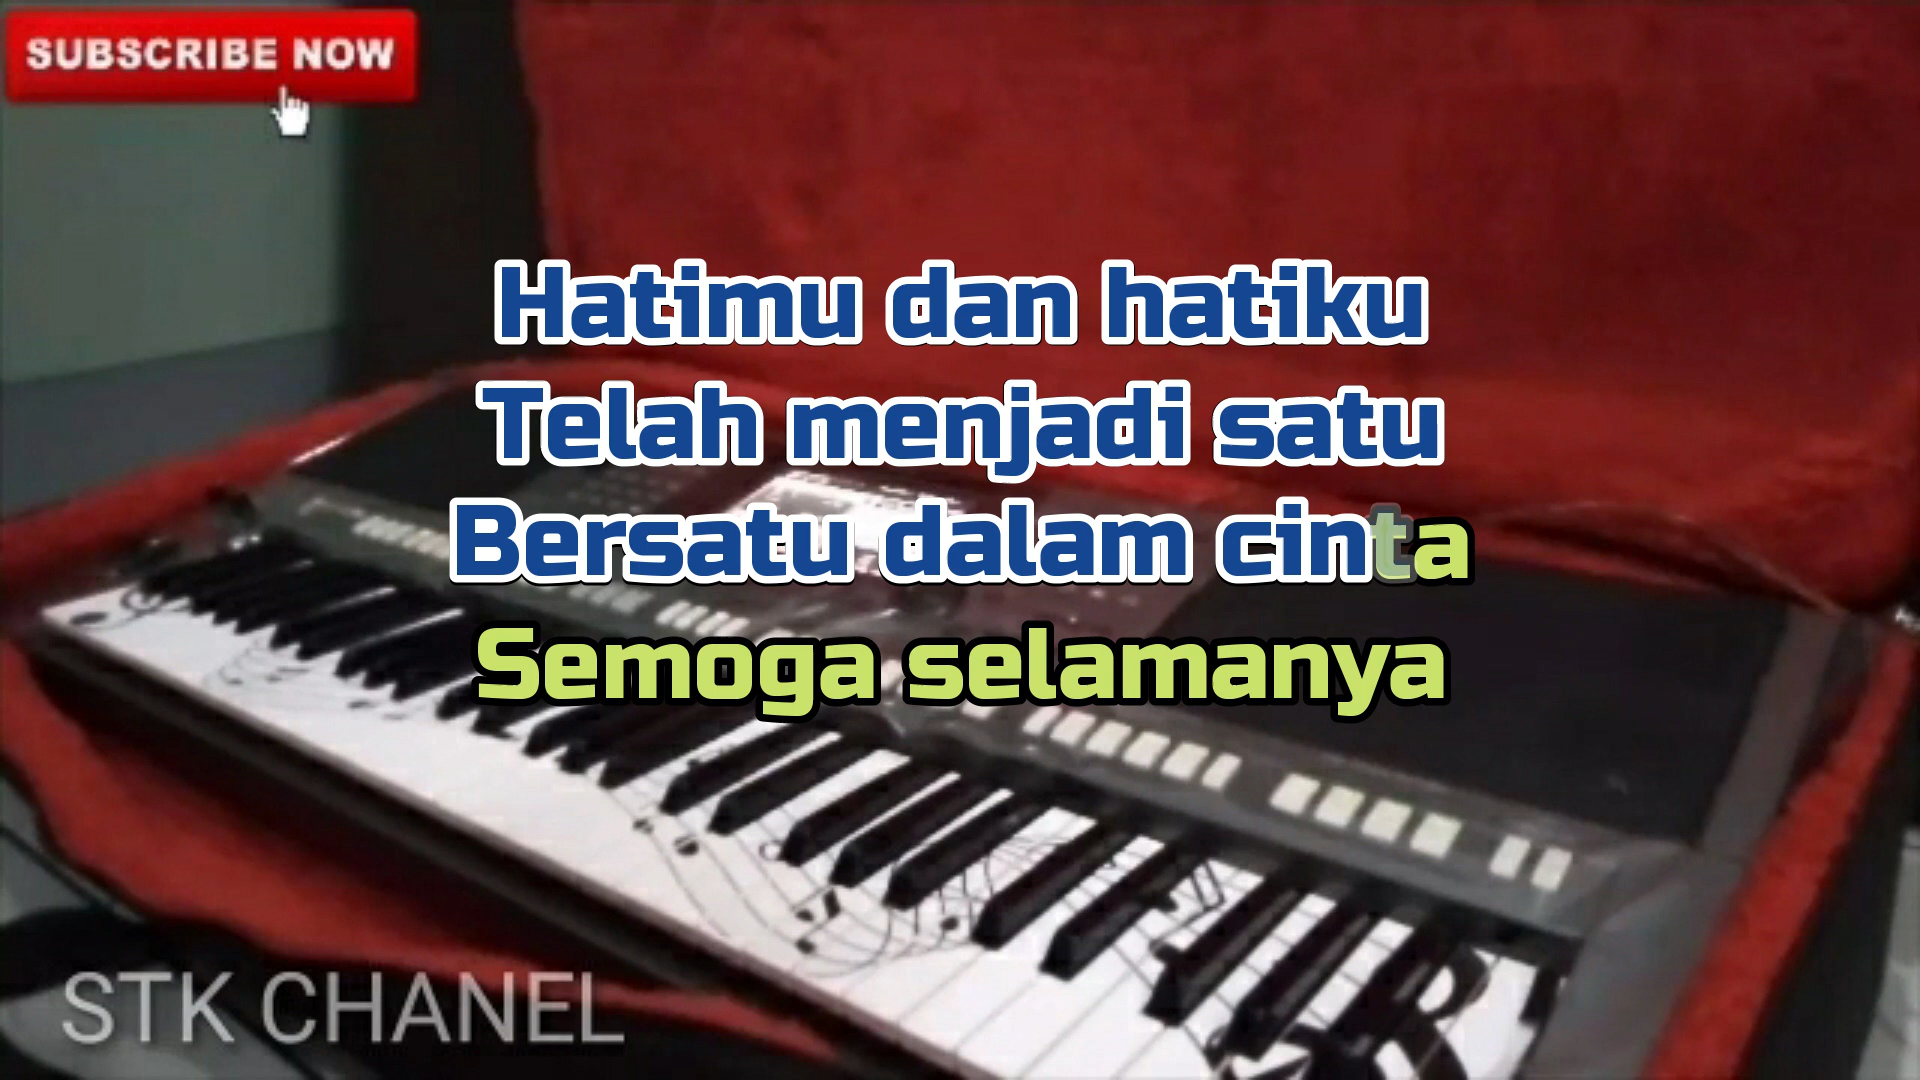 SUBSCRIBE NOW
Hatimu dan hatiku
Telah menjadi satu
Bersatu dalam cinta
Semoga selamanya
STK CHANEL